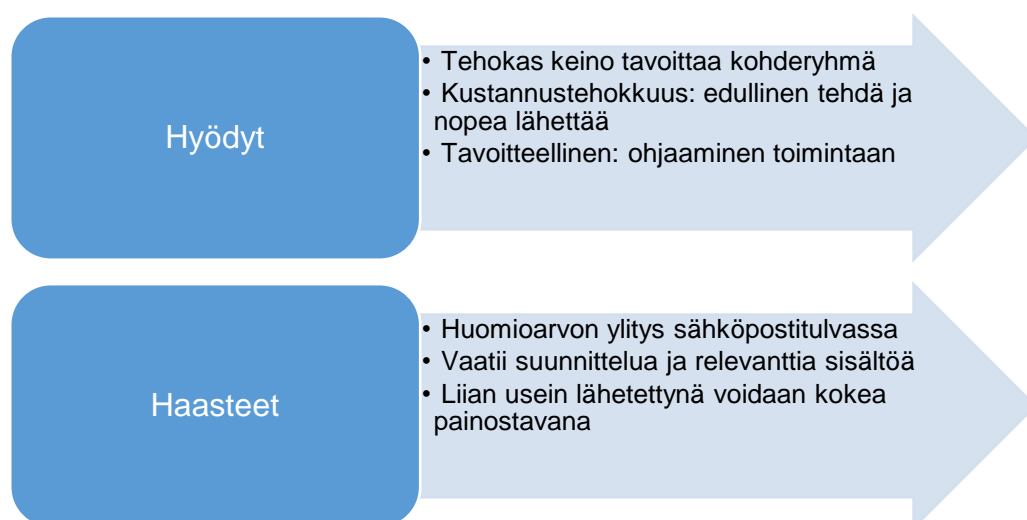 Hyödyt
• Tehokas keino tavoittaa kohderyhmä
• Kustannustehokkuus: edullinen tehdä ja
nopea lähettää
• Tavoitteellinen: ohjaaminen toimintaan
Haasteet
• Huomioarvon ylitys sähköpostitulvassa
• Vaatii suunnittelua ja relevanttia sisältöä
• Liian usein lähetettynä voidaan kokea
painostavana